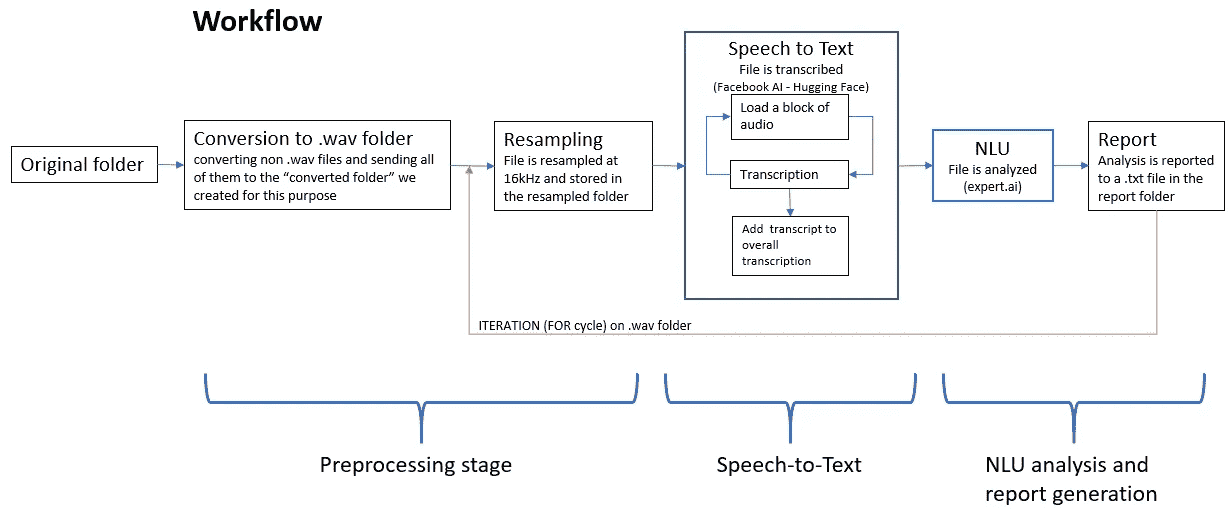 Workflow
Original folder
Conversion to .wav folder
converting non .wav files and sending all
of them to the “converted folder” we
created for this purpose
Resampling
File is resampled at
16kHz and stored in
the resampled folder
Speech to Text
File is transcribed
(Facebook AI - Hugging Face)
Load a block of
audio
Transcription
Add transcript to
overall
transcription
NLU
File is analyzed
(expert.ai)
Report
Analysis is reported
to a .txt file in the
report folder
ITERATION (FOR cycle) on .wav folder
Preprocessing stage
Speech-to-Text
NLU analysis and
report generation